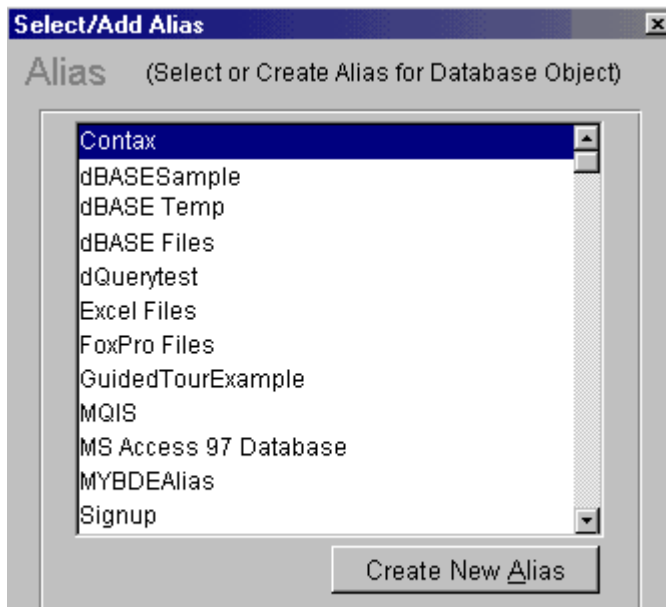 Select/Add Alias
Alias (Select or Create Alias for Database Object)
Contax
dBASESample
dBASE Temp
dBASE Files
dQuerytest
Excel Files
FoxPro Files
GuidedTourExample
MQIS
MS Access 97 Database
MYBDEAlias
Signup
Create New Alias